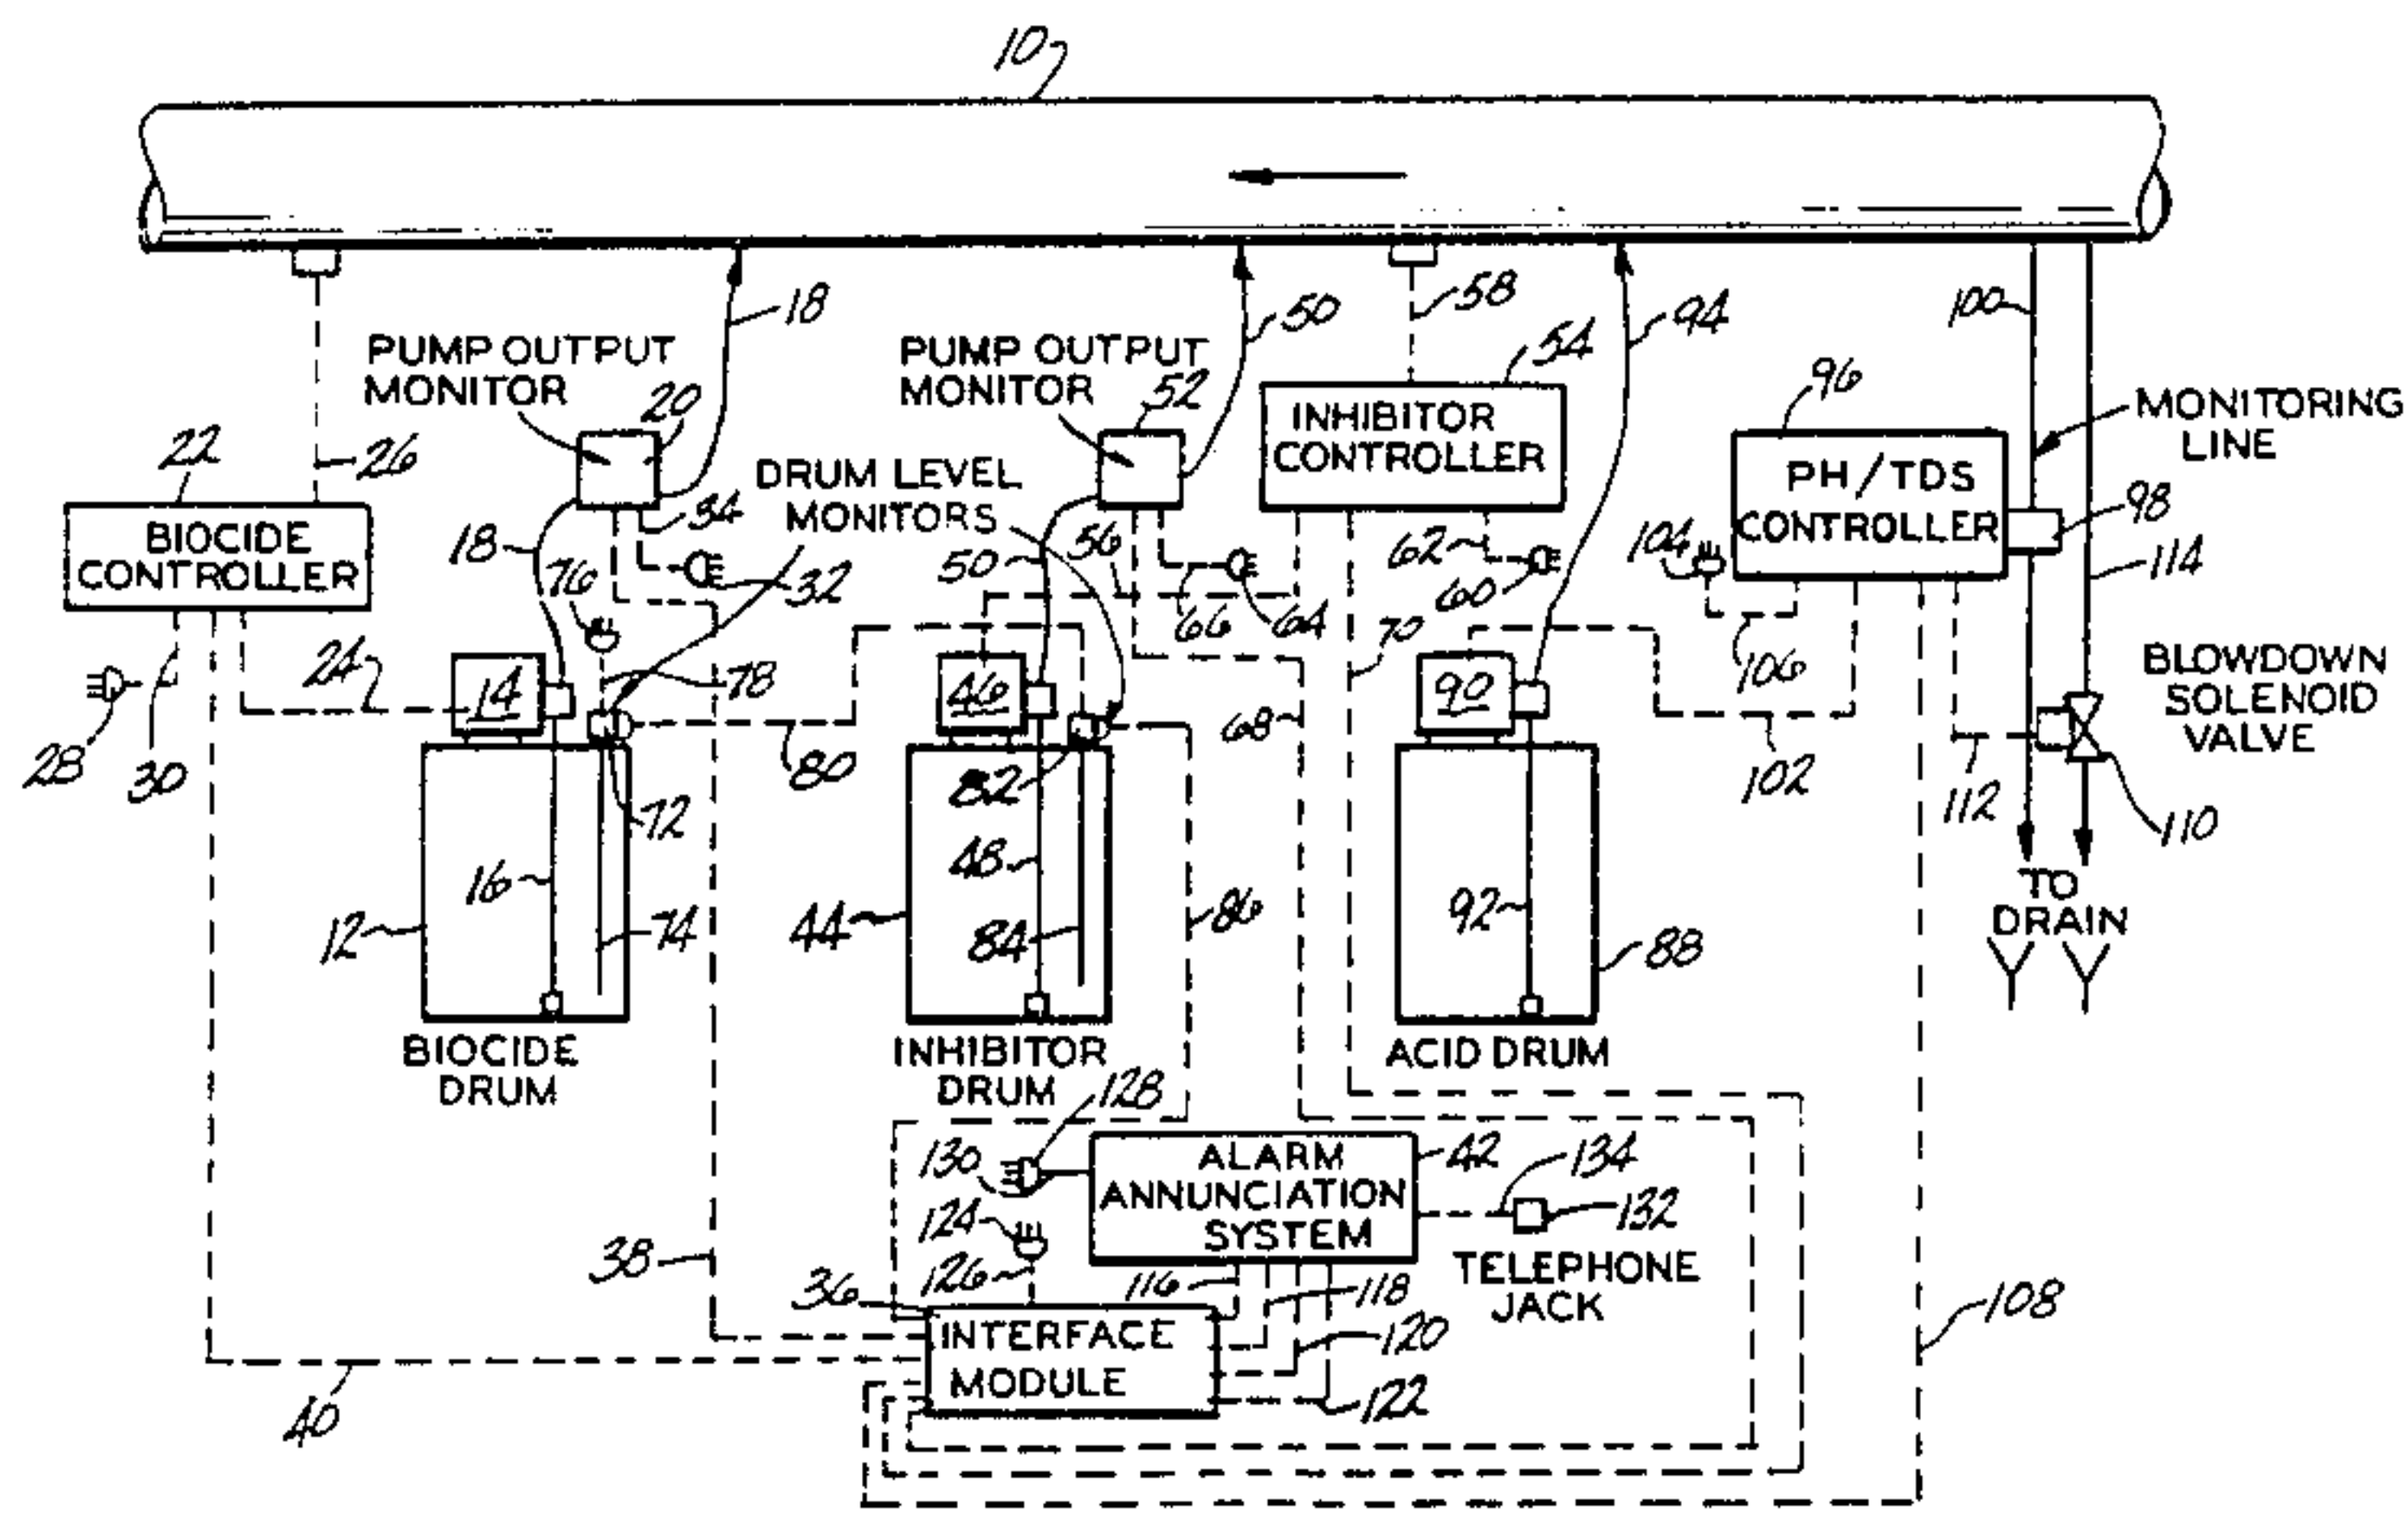 10
18
58
50
94
100
54
PUMP OUTPUT
MONITOR
20
PUMP OUTPUT
MONITOR
52
INHIBITOR
CONTROLLER
96
MONITORING
LINE
22
26
DRUM LEVEL
MONITORS
PH/TDS
CONTROLLER
98
BIOCIDE
CONTROLLER
18
34
76
32
50
56
66
64
62
60
104
114
70
106
BLOWDOWN
SOLENOID
VALVE
24
14
78
46
68
90
28
30
80
82
102
112
110
72
16
48
92
12
74
44
84
86
88
TO
DRAIN
BIOCIDE
DRUM
INHIBITOR
DRUM
ACID DRUM
128
130
ALARM
ANNUNCIATION
SYSTEM
42
134
132
124
TELEPHONE
JACK
38
126
116
118
36
INTERFACE
MODULE
120
122
108
40